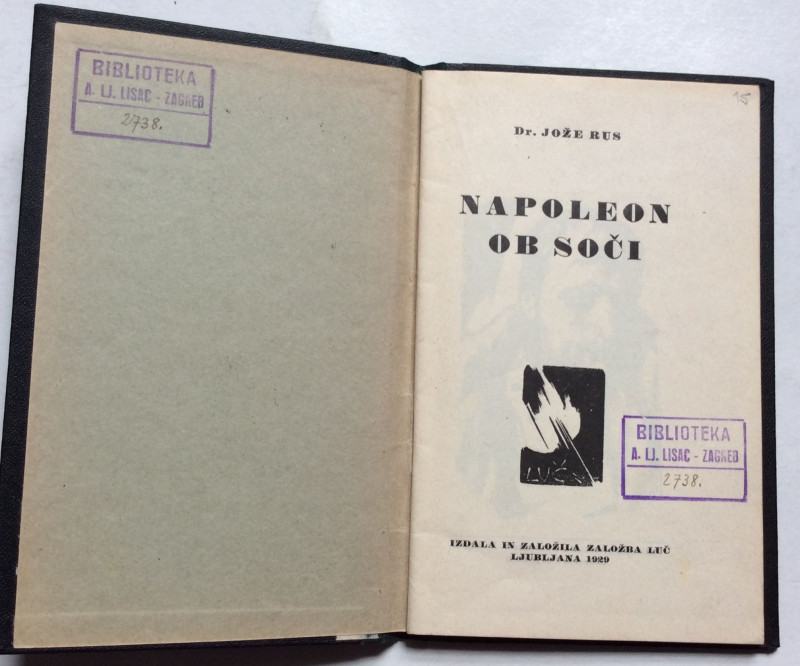 BIBLIOTEKA
A. LJ. LISAC - ZAGREB
2738.
15
Dr. JOŽE RUS
NAPOLEON
OB SOČI
LUČ
BIBLIOTEKA
A. LJ. LISAC - ZAGREB
2738.
IZDALA IN ZALOŽILA ZALOŽBA LUČ
LJUBLJANA 1929